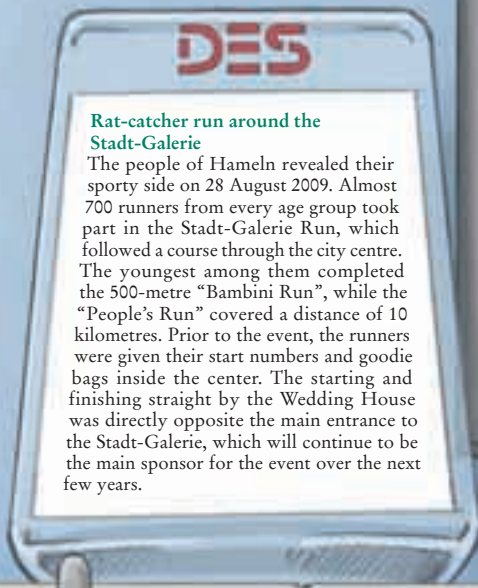 DES
Rat-catcher run around the
Stadt-Galerie
The people of Hameln revealed their
sporty side on 28 August 2009. Almost
700 runners from every age group took
part in the Stadt-Galerie Run, which
followed a course through the city centre.
The youngest among them completed
the 500-metre “Bambini Run”, while the
“People’s Run” covered a distance of 10
kilometres. Prior to the event, the runners
were given their start numbers and goodie
bags inside the center. The starting and
finishing straight by the Wedding House
was directly opposite the main entrance to
the Stadt-Galerie, which will continue to be
the main sponsor for the event over the next
few years.